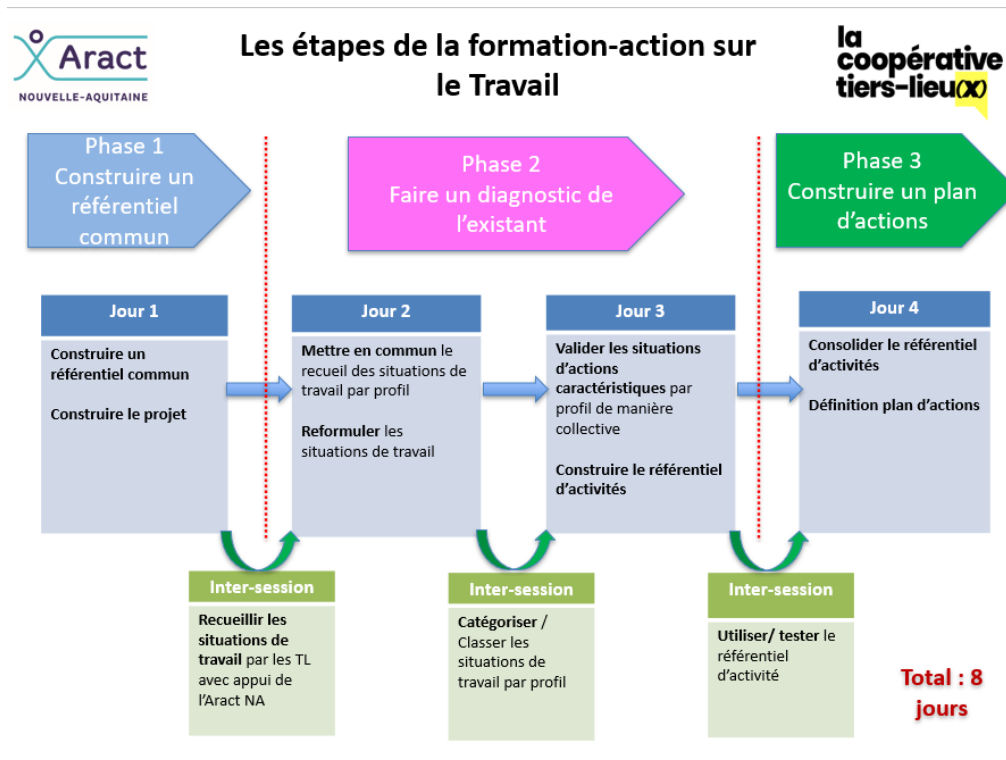 Aract
NOUVELLE-AQUITAINE
Les étapes de la formation-action sur
le Travail
la
coopérative
tiers-lieu(x)
Phase 1
Construire un
référentiel
commun
Phase 2
Faire un diagnostic de
l'existant
Phase 3
Construire un plan
d'actions
Jour 1
Construire un
référentiel commun
Construire le projet
Jour 2
Mettre en commun le
recueil des situations de
travail par profil
Reformuler les
situations de travail
Jour 3
Valider les situations
d'actions
caractéristiques par
profil de manière
collective
Construire le référentiel
d'activités
Jour 4
Consolider le référentiel
d'activités
Définition plan d'actions
Inter-session
Recueillir les
situations de
travail par les TL
avec appui de
l'Aract NA
Inter-session
Catégoriser /
Classer les
situations de
travail par profil
Inter-session
Utiliser/ tester le
référentiel
d'activité
Total : 8
jours